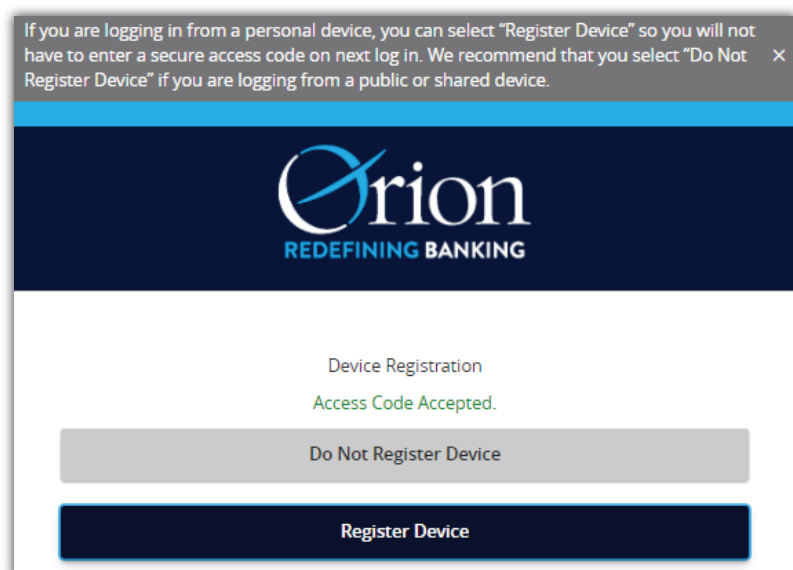 If you are logging in from a personal device, you can select “Register Device” so you will not
have to enter a secure access code on next log in. We recommend that you select “Do Not
Register Device” if you are logging from a public or shared device.
Orion
REDEFINING BANKING
Device Registration
Access Code Accepted.
Do Not Register Device
Register Device